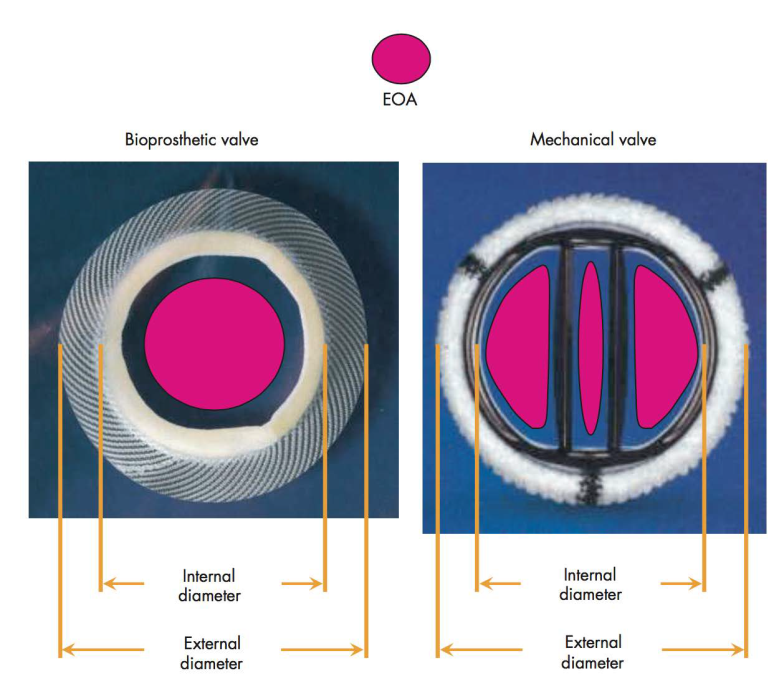 EOA
Bioprosthetic valve
Mechanical valve
Internal
diameter
Internal
diameter
External
diameter
External
diameter